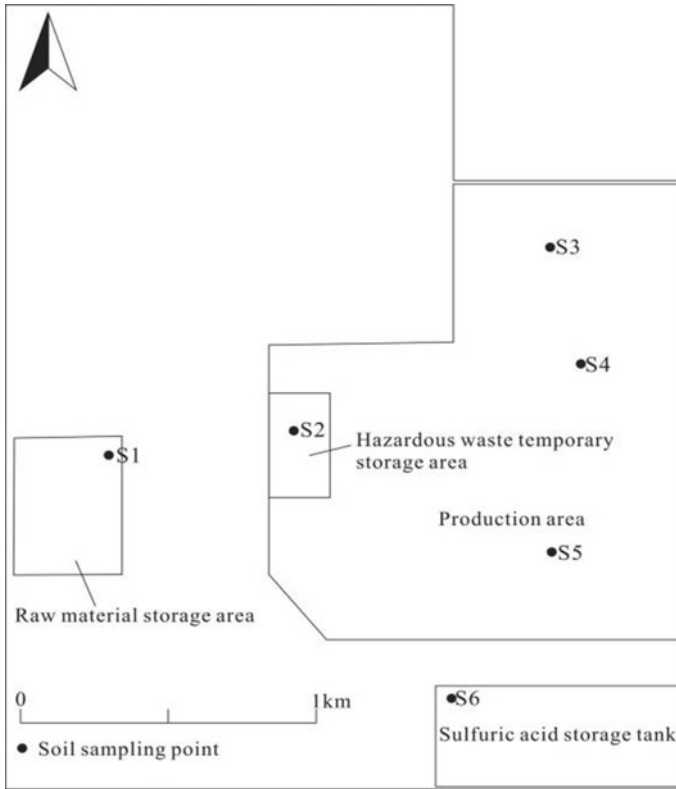 S3
S4
S2
Hazardous waste temporary
storage area
S1
Production area
S5
Raw material storage area
0
1km
S6
Sulfuric acid storage tank
Soil sampling point